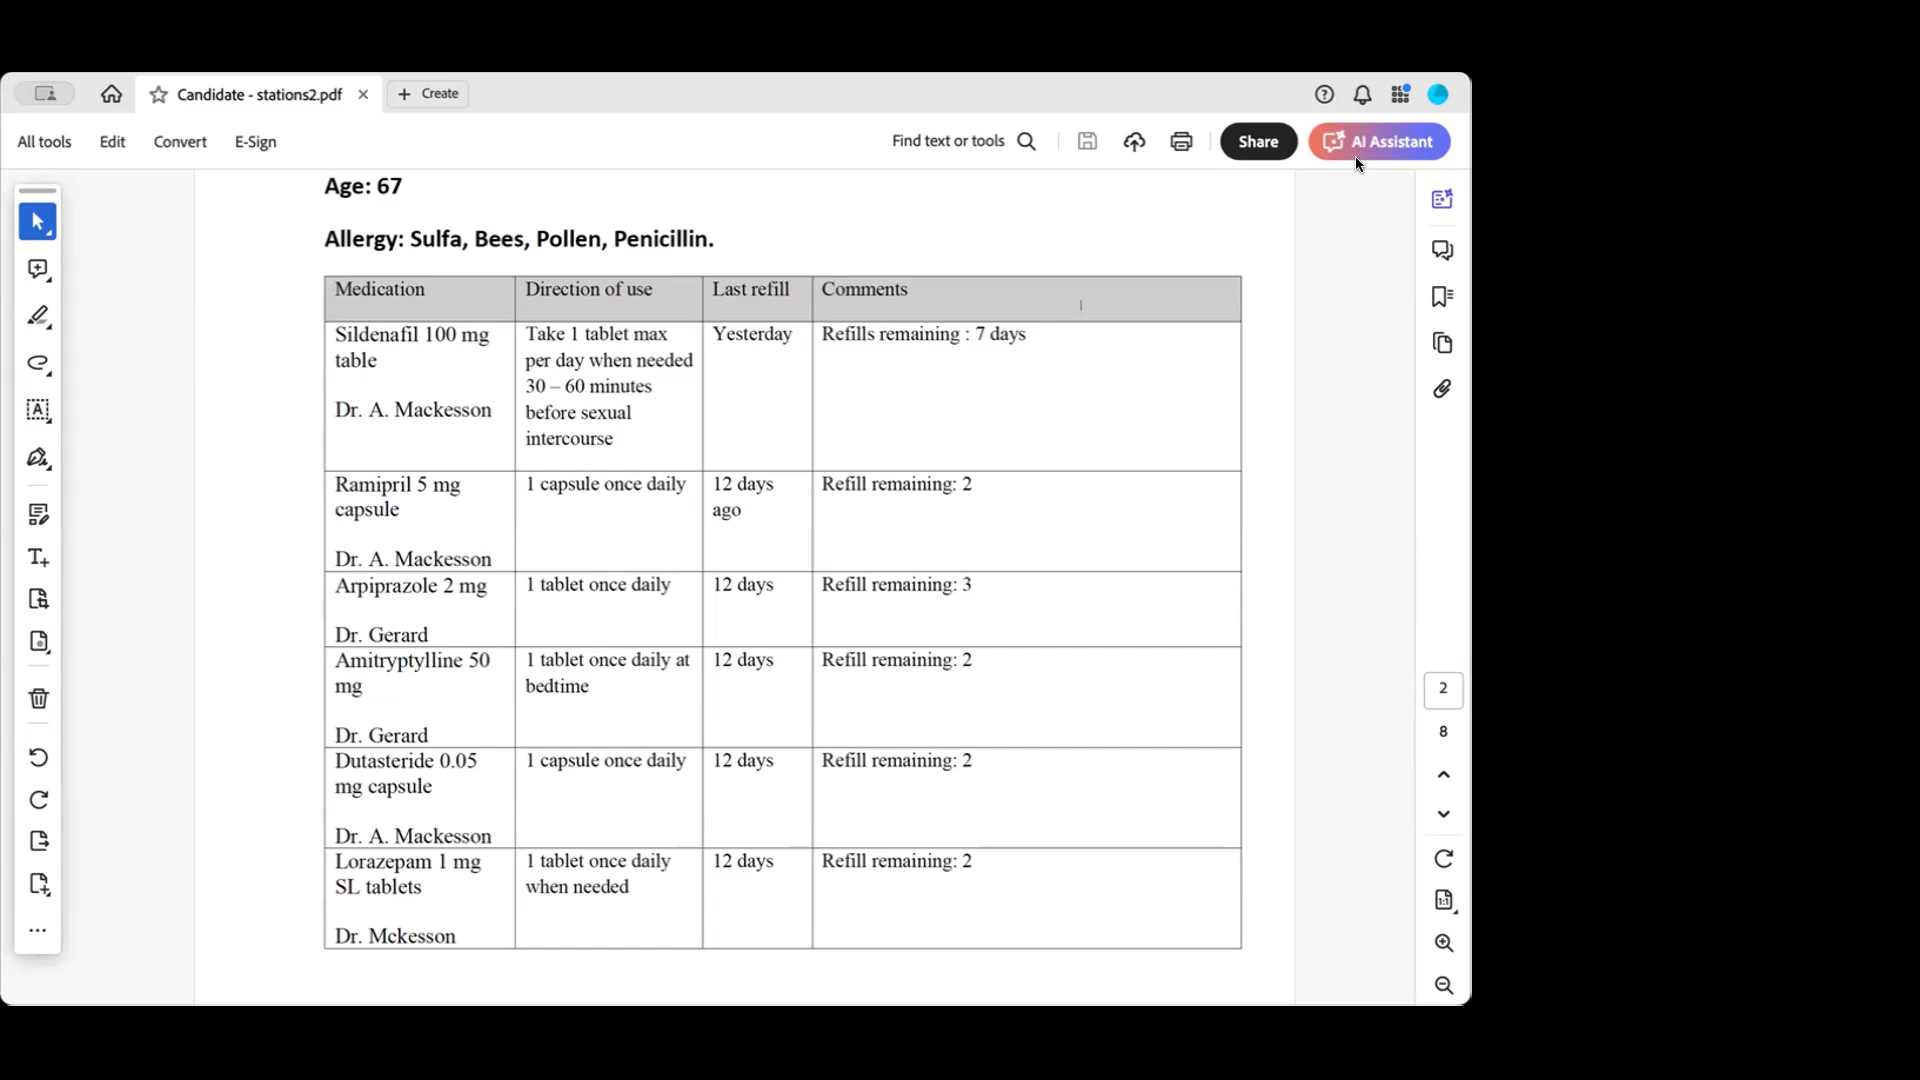 Candidate - stations2.pdf
Create
All tools
Edit
Convert
E-Sign
Find text or tools
Share
AI Assistant
Age: 67
Allergy: Sulfa, Bees, Pollen, Penicillin.
Medication
Direction of use
Last refill
Comments
Sildenafil 100 mg
table
Dr. A. Mackesson
Take 1 tablet max
per day when needed
30 – 60 minutes
before sexual
intercourse
Yesterday
Refills remaining : 7 days
Ramipril 5 mg
capsule
Dr. A. Mackesson
1 capsule once daily
12 days
ago
Refill remaining: 2
Arpiprazole 2 mg
Dr. Gerard
1 tablet once daily
12 days
Refill remaining: 3
Amitryptylline 50
mg
Dr. Gerard
1 tablet once daily at
bedtime
12 days
Refill remaining: 2
Dutasteride 0.05
mg capsule
Dr. A. Mackesson
1 capsule once daily
12 days
Refill remaining: 2
Lorazepam 1 mg
SL tablets
Dr. Mckesson
1 tablet once daily
when needed
12 days
Refill remaining: 2
2
8
1:1